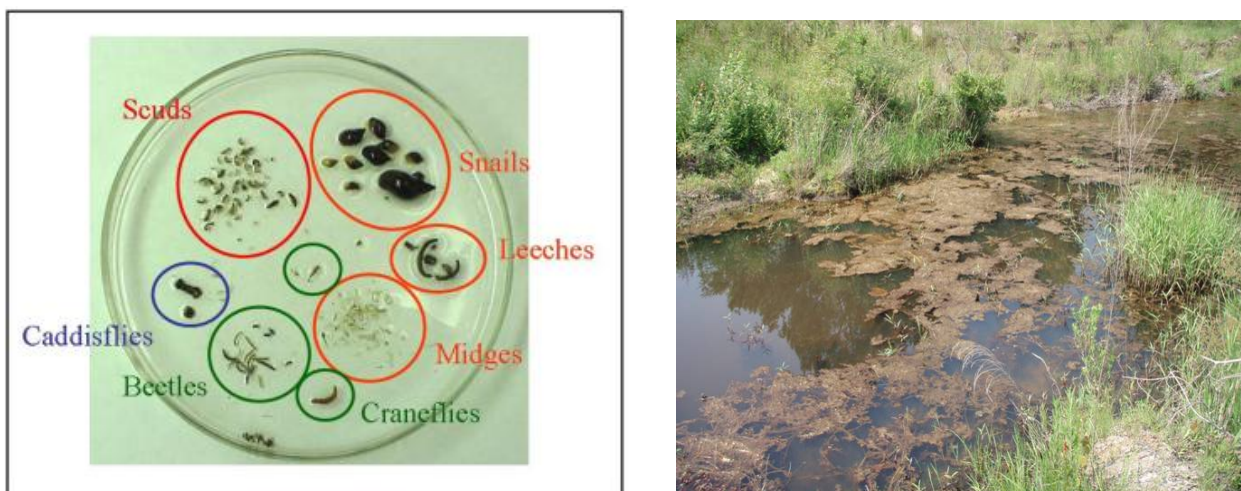 Scuds
Snails
Leeches
Caddisflies
Midges
Beetles
Craneflies